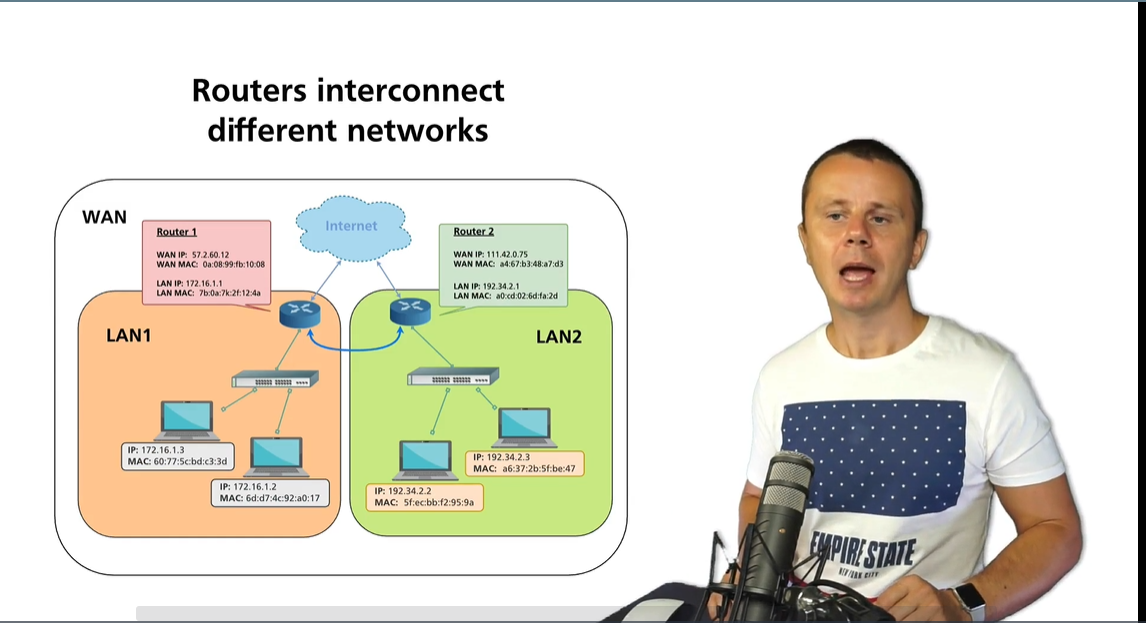 Routers interconnect
different networks
WAN
Internet
Router 1
WAN IP: 57.2.60.12
WAN MAC: 0a:08:99:fb:10:08
LAN IP: 172.16.1.1
LAN MAC: 7b:0a:7k:2f:12:4a
Router 2
WAN IP: 111.42.0.75
WAN MAC: a4:67:b3:48:a7:d3
LAN IP: 192.34.2.1
LAN MAC: a0:cd:02:6d:fa:2d
LAN1
LAN2
IP: 172.16.1.3
MAC: 60:77:5c:bd:c3:3d
IP: 172.16.1.2
MAC: 6d:d7:4c:92:a0:17
IP: 192.34.2.3
MAC: a6:37:2b:5f:be:47
IP: 192.34.2.2
MAC: 5f:ec:bb:f2:95:9a
EMPIRE STATE
NEW YORK CITY